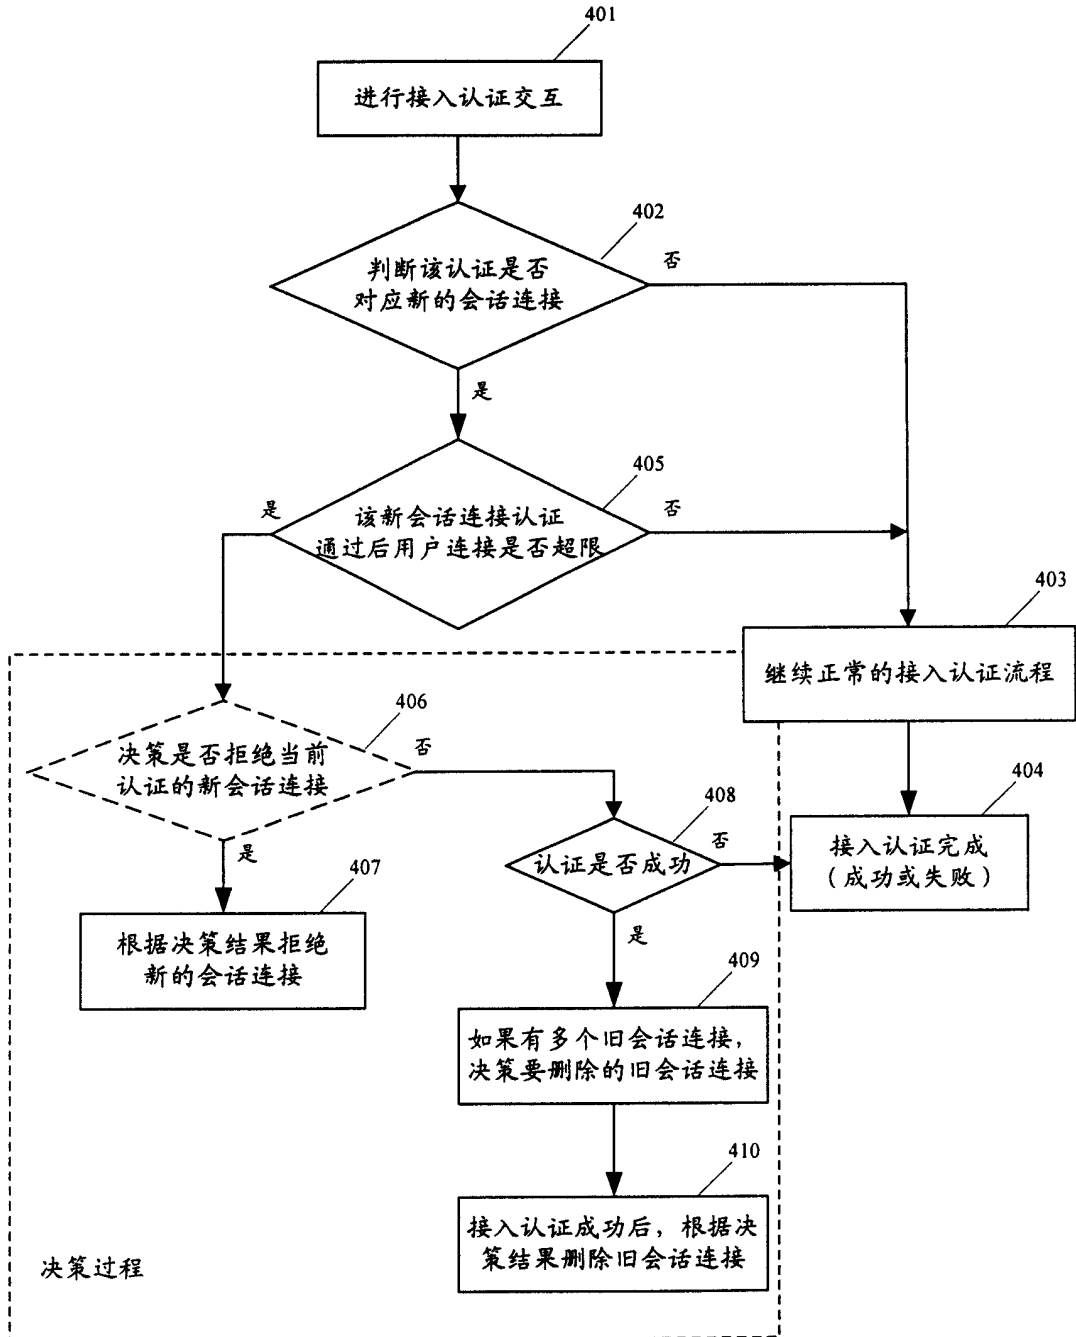 401
进行接入认证交互
402
判断该认证是否
对应新的会话连接
否
是
405
该新会话连接认证
通过后用户连接是否超限
是
否
403
继续正常的接入认证流程
406
决策是否拒绝当前
认证的新会话连接
否
是
404
接入认证完成
（成功或失败）
408
认证是否成功
否
是
407
根据决策结果拒绝
新的会话连接
409
如果有多个旧会话连接，
决策要删除的旧会话连接
410
接入认证成功后，根据决
策结果删除旧会话连接
决策过程